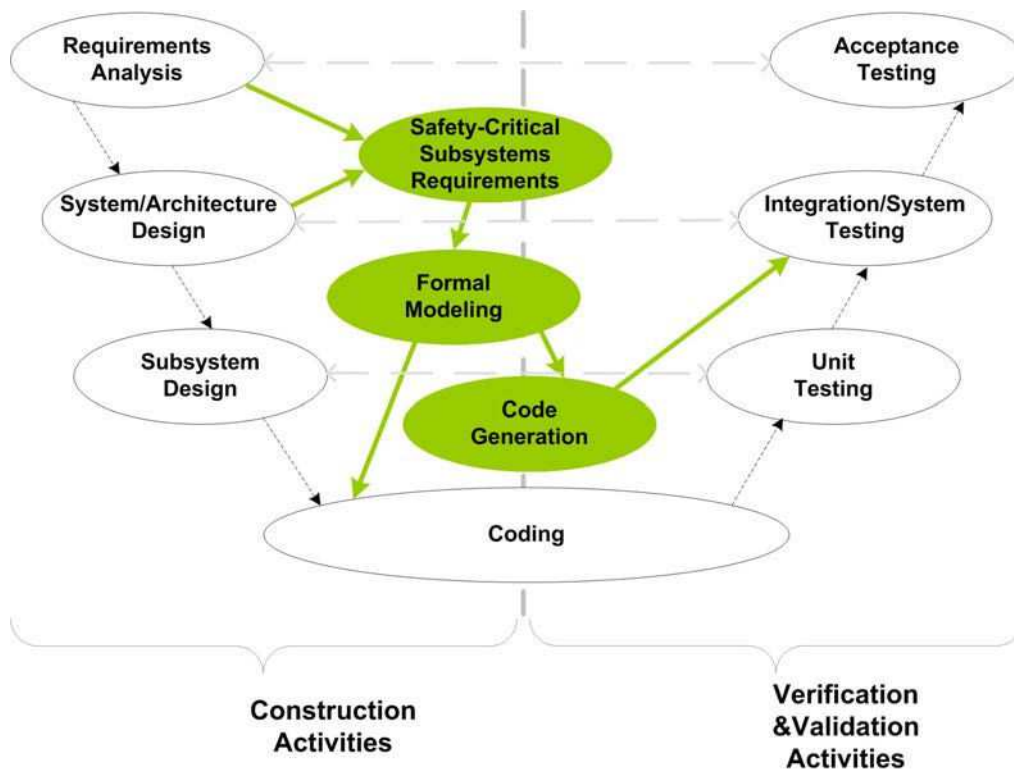 Requirements
Analysis
Acceptance
Testing
Safety-Critical
Subsystems
Requirements
System/Architecture
Design
Integration/System
Testing
Formal
Modeling
Subsystem
Design
Unit
Testing
Code
Generation
Coding
Construction
Activities
Verification
&Validation
Activities